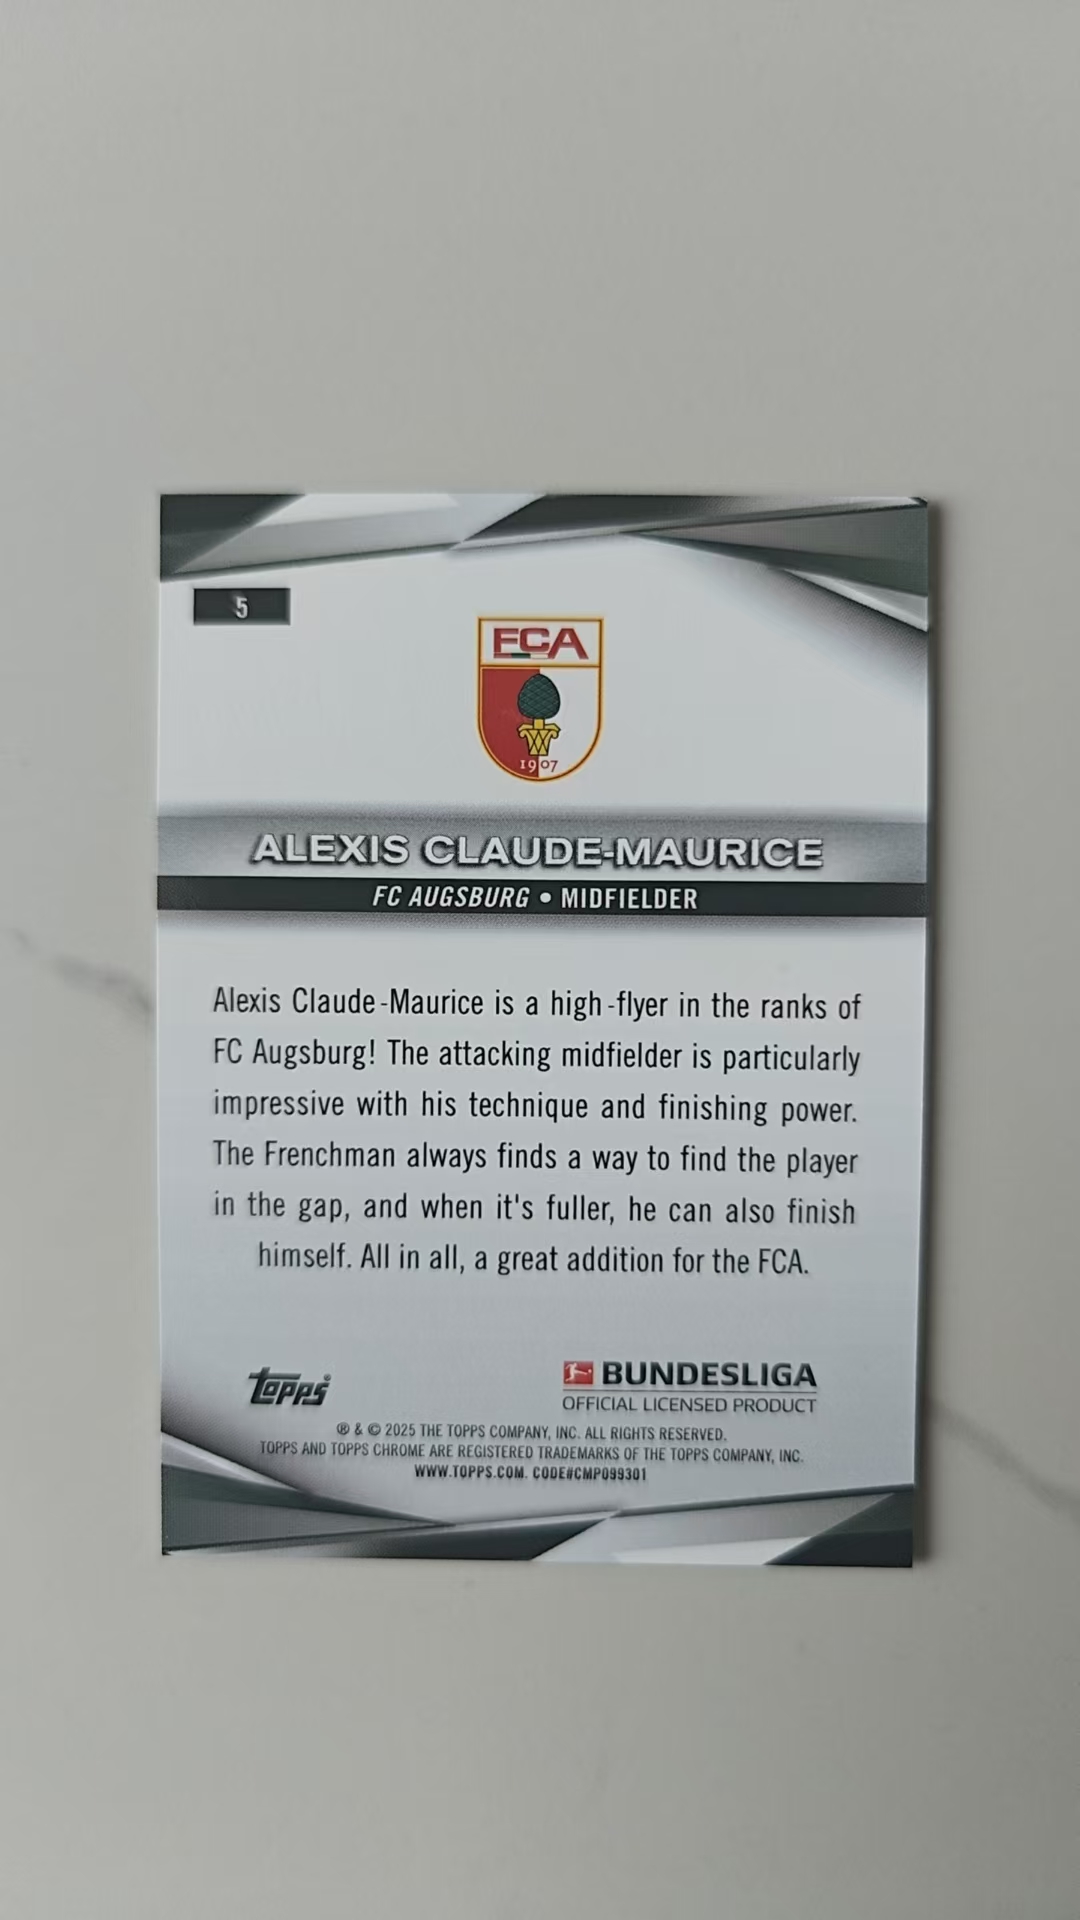 5
FCA
1907
ALEXIS CLAUDE-MAURICE
FC AUGSBURG • MIDFIELDER
Alexis Claude-Maurice is a high-flyer in the ranks of
FC Augsburg! The attacking midfielder is particularly
impressive with his technique and finishing power.
The Frenchman always finds a way to find the player
in the gap, and when it's fuller, he can also finish
himself. All in all, a great addition for the FCA.
Topps®
BUNDESLIGA
OFFICIAL LICENSED PRODUCT
® & © 2025 THE TOPPS COMPANY, INC. ALL RIGHTS RESERVED.
TOPPS AND TOPPS CHROME ARE REGISTERED TRADEMARKS OF THE TOPPS COMPANY, INC.
WWW.TOPPS.COM. CODE#CMP099301